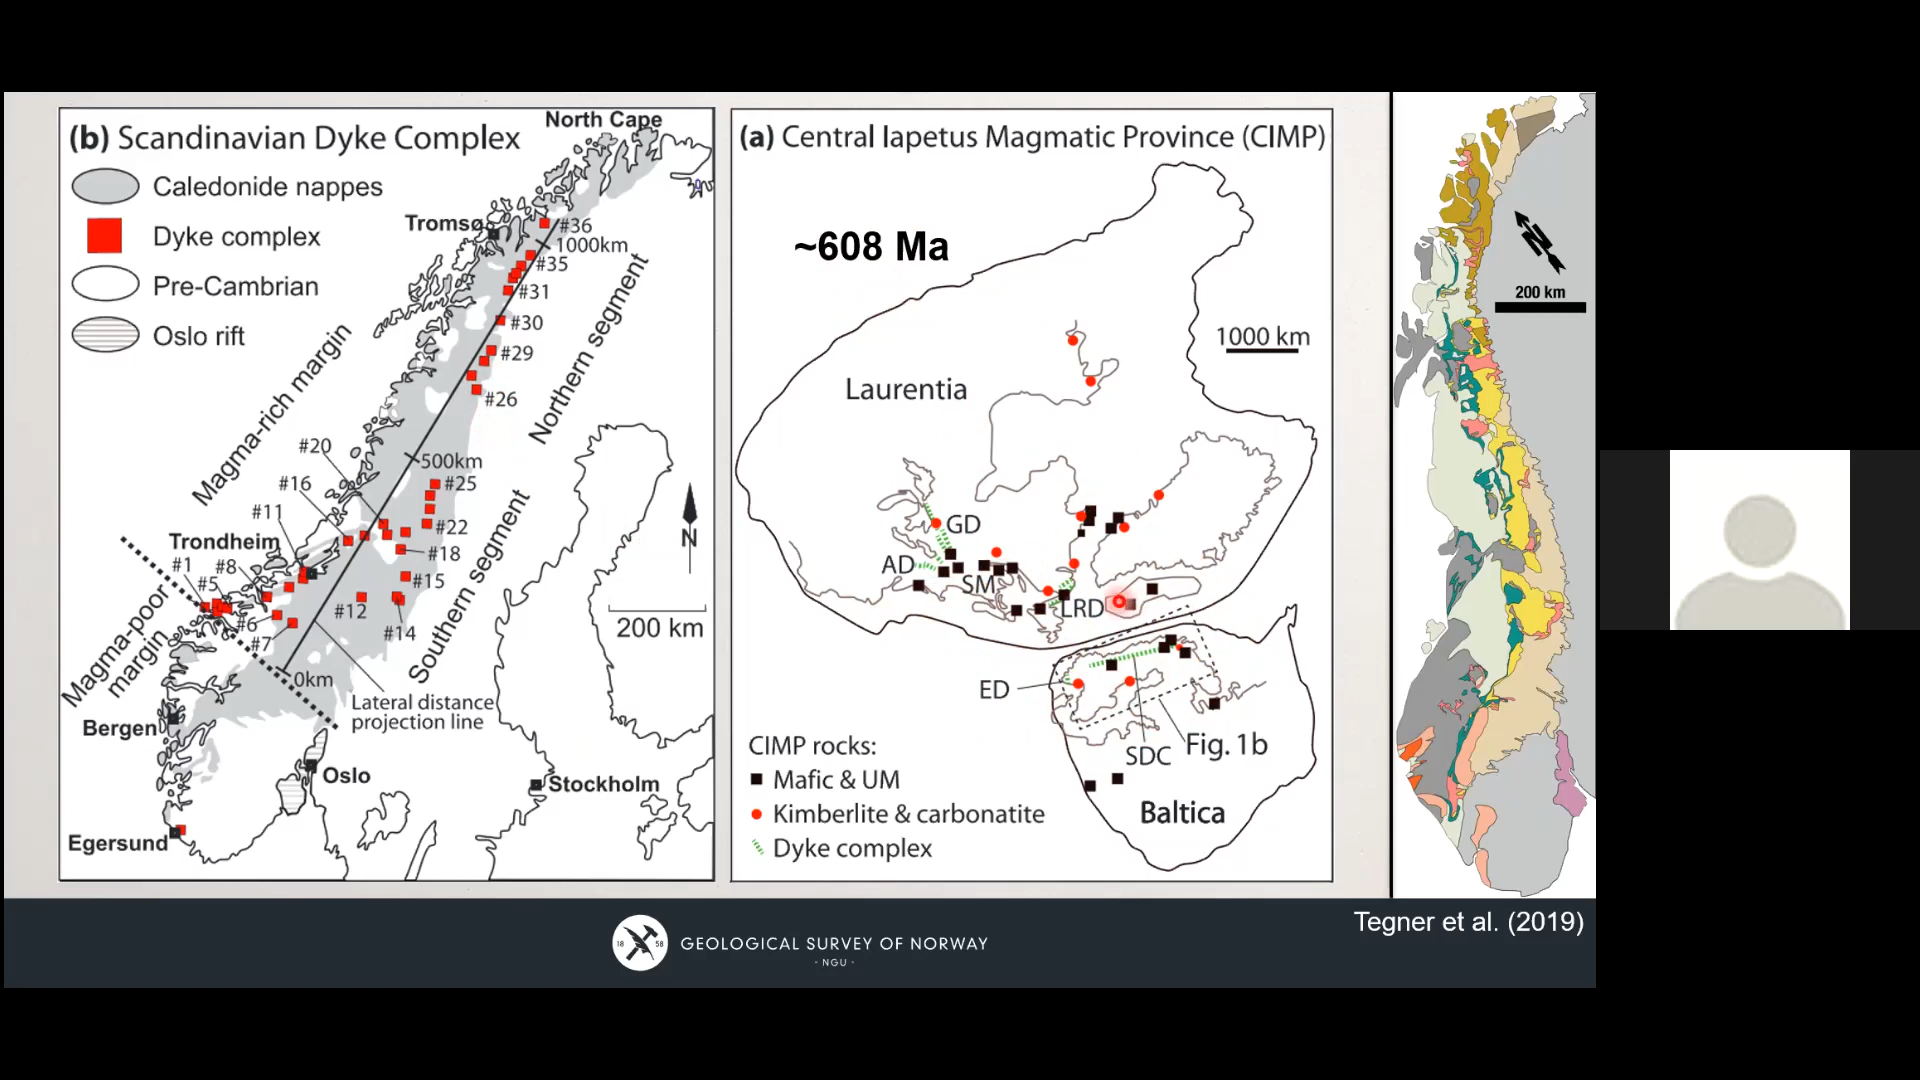 (b) Scandinavian Dyke Complex
North Cape
Caledonide nappes
Dyke complex
Pre-Cambrian
Oslo rift
Tromsø
#36
1000km
#35
#31
#30
#29
#26
Northern segment
Magma-rich margin
500km
#20
#25
#16
#11
#22
Trondheim
#18
#1
#8
#5
#15
#12
#6
#14
#7
Southern segment
N
200 km
Magma-poor
margin
0km
Lateral distance
projection line
Bergen
Oslo
Stockholm
Egersund
(a) Central Iapetus Magmatic Province (CIMP)
~608 Ma
1000 km
Laurentia
GD
AD
SM
LRD
ED
SDC
Fig. 1b
CIMP rocks:
Mafic & UM
Kimberlite & carbonatite
Dyke complex
Baltica
N
200 km
Tegner et al. (2019)
18 58
GEOLOGICAL SURVEY OF NORWAY
- NGU -